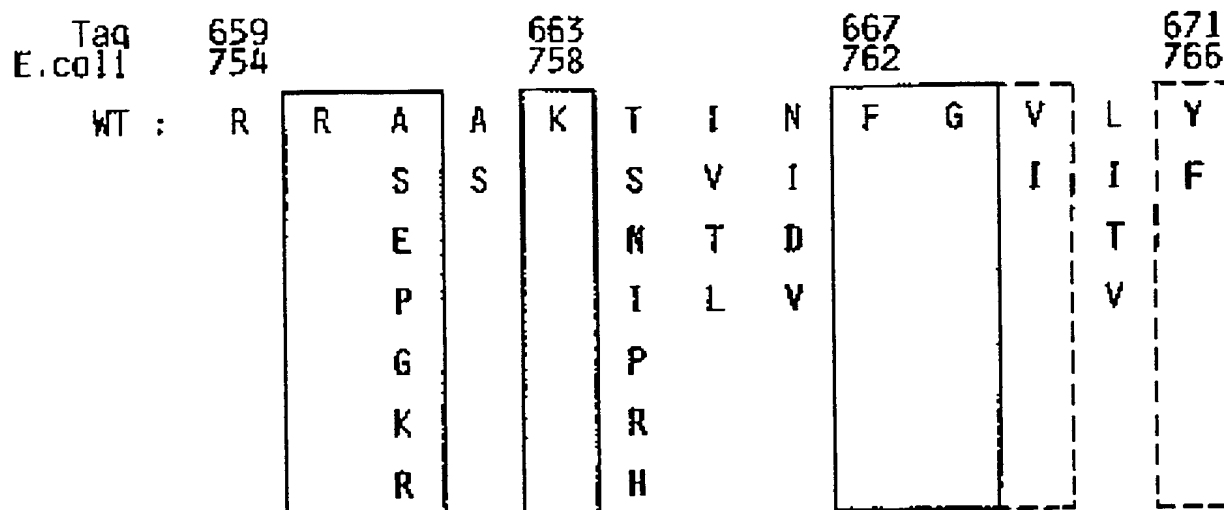 Taq 659 663 667 671
E.coli 754 758 762 766
WT : R R A A K T I N F G V L Y
S S S V I I I F
E N T D T
P I L V V
G P
K R
R H